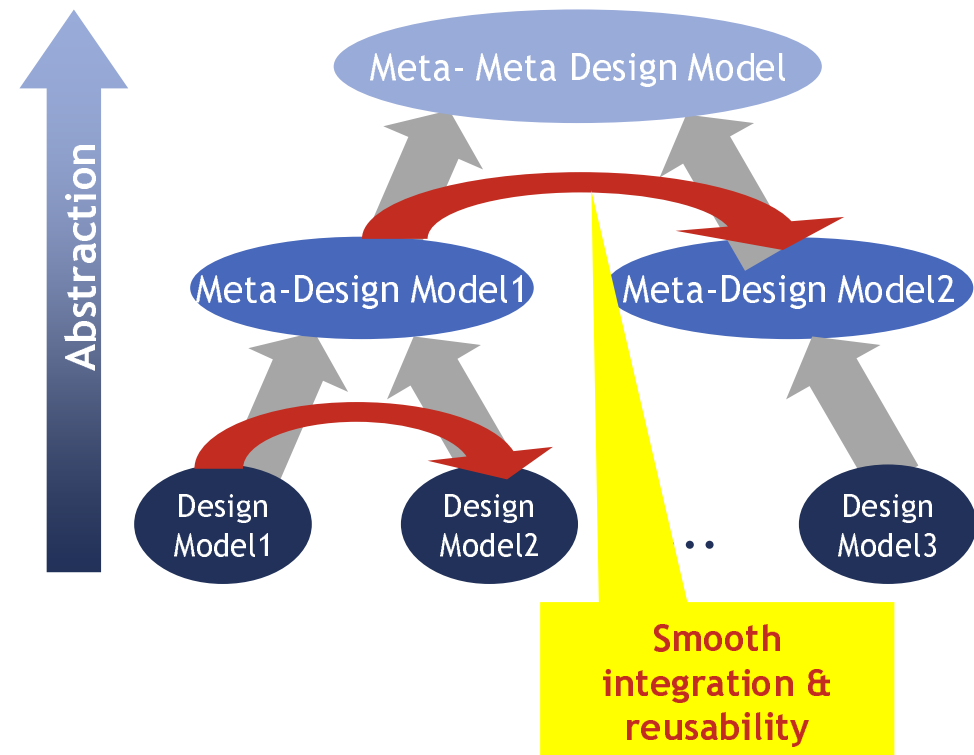 Meta- Meta Design Model
Abstraction
Meta-Design Model1
Meta-Design Model2
Design
Model1
Design
Model2
...
Design
Model3
Smooth
integration &
reusability